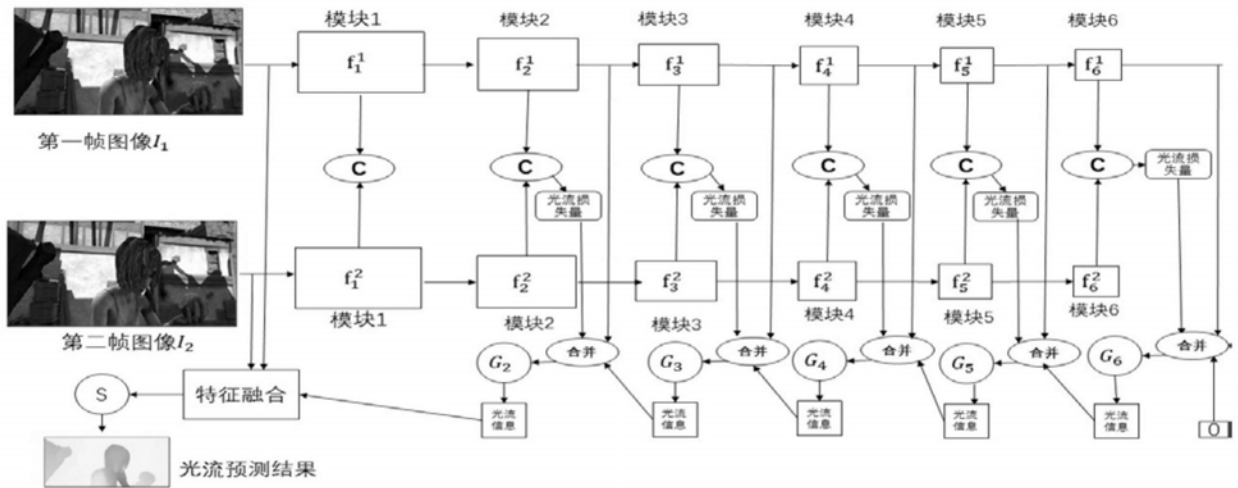 模块1
模块2
模块3
模块4
模块5
模块6
f₁¹
f₂¹
f₃¹
f₄¹
f₅¹
f₆¹
第一帧图像I₁
C
C
C
C
C
C
光流损失量
光流损失量
光流损失量
光流损失量
光流损失量
f₁²
f₂²
f₃²
f₄²
f₅²
f₆²
模块1
模块2
模块3
模块4
模块5
模块6
第二帧图像I₂
G₂
合并
G₃
合并
G₄
合并
G₅
合并
G₆
合并
S
特征融合
光流
信息
光流
信息
光流
信息
光流
信息
光流
信息
0
光流预测结果